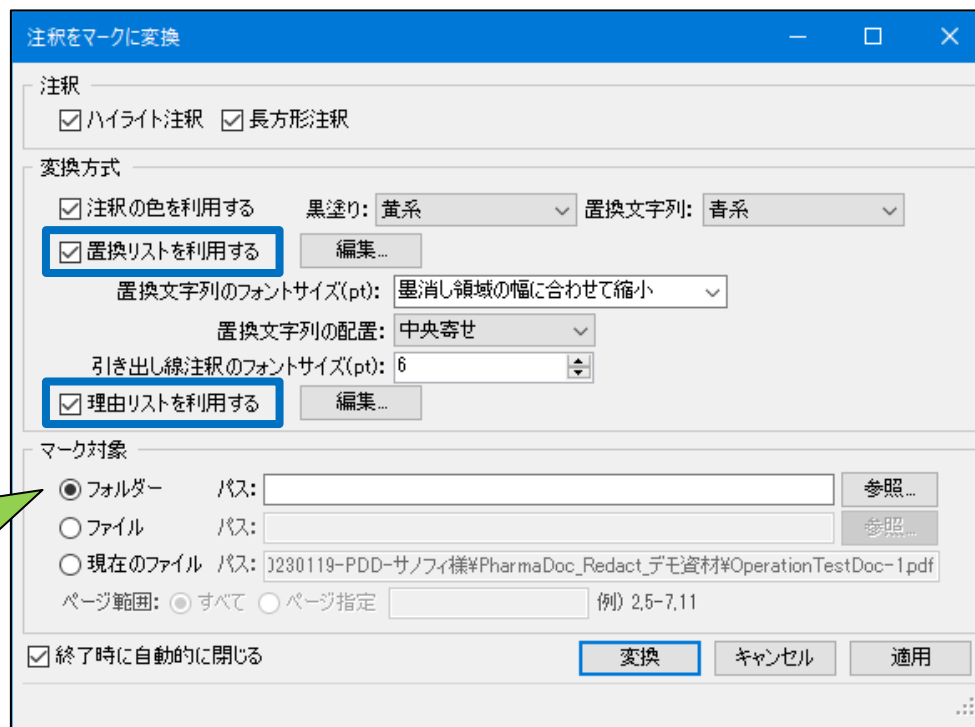 注釈をマークに変換
注釈
ハイライト注釈 長方形注釈
変換方式
注釈の色を利用する 黒塗り: 黄系 置換文字列: 青系
置換リストを利用する 編集...
置換文字列のフォントサイズ(pt): 墨消し領域の幅に合わせて縮小
置換文字列の配置: 中央寄せ
引き出し線注釈のフォントサイズ(pt): 6
理由リストを利用する 編集...
マーク対象
フォルダー パス: 参照...
ファイル パス: 参照...
現在のファイル パス: 0230119-PDD-サノフィ様¥PharmaDoc_Redact_デモ資材¥OperationTestDoc-1.pdf
ページ範囲: すべて ページ指定 例) 2,5-7,11
終了時に自動的に閉じる 変換 キャンセル 適用